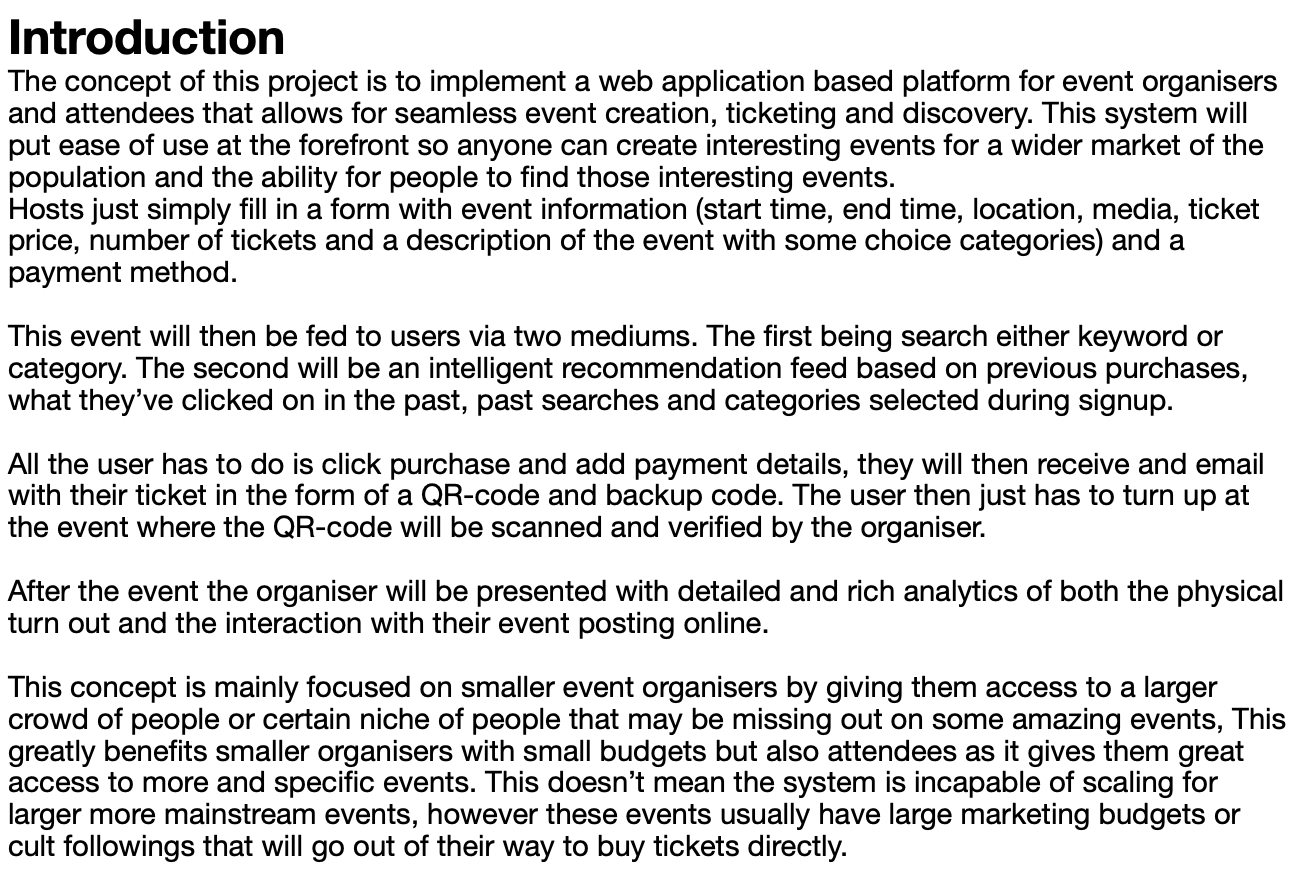 Introduction
The concept of this project is to implement a web application based platform for event organisers
and attendees that allows for seamless event creation, ticketing and discovery. This system will
put ease of use at the forefront so anyone can create interesting events for a wider market of the
population and the ability for people to find those interesting events.
Hosts just simply fill in a form with event information (start time, end time, location, media, ticket
price, number of tickets and a description of the event with some choice categories) and a
payment method.
This event will then be fed to users via two mediums. The first being search either keyword or
category. The second will be an intelligent recommendation feed based on previous purchases,
what they’ve clicked on in the past, past searches and categories selected during signup.
All the user has to do is click purchase and add payment details, they will then receive and email
with their ticket in the form of a QR-code and backup code. The user then just has to turn up at
the event where the QR-code will be scanned and verified by the organiser.
After the event the organiser will be presented with detailed and rich analytics of both the physical
turn out and the interaction with their event posting online.
This concept is mainly focused on smaller event organisers by giving them access to a larger
crowd of people or certain niche of people that may be missing out on some amazing events, This
greatly benefits smaller organisers with small budgets but also attendees as it gives them great
access to more and specific events. This doesn’t mean the system is incapable of scaling for
larger more mainstream events, however these events usually have large marketing budgets or
cult followings that will go out of their way to buy tickets directly.